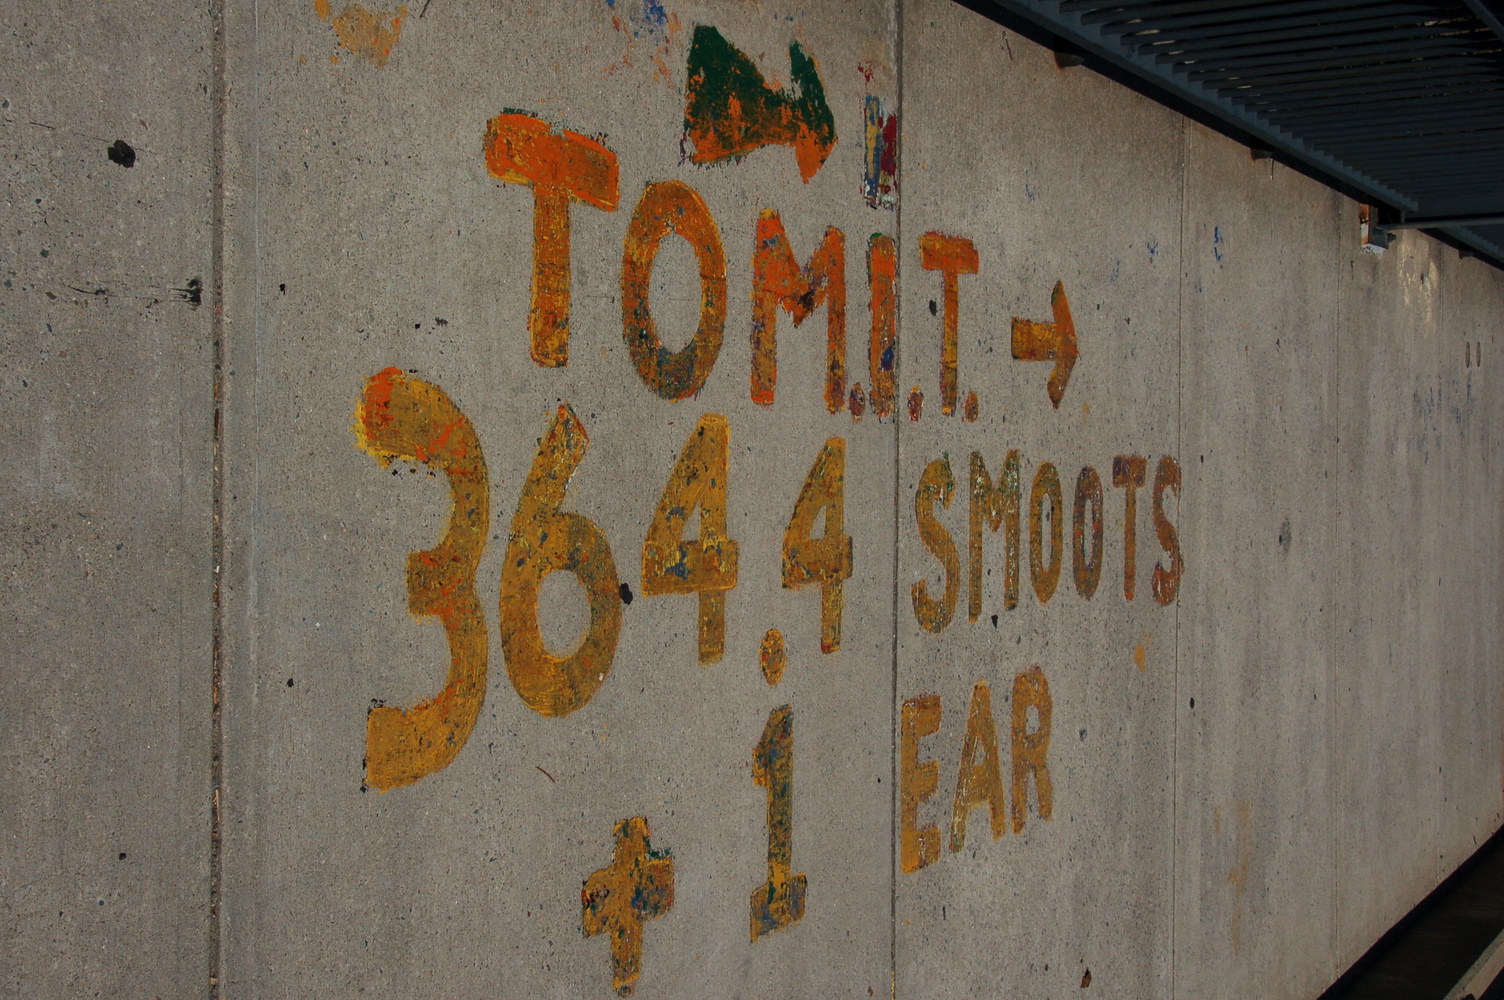 TO M.I.T. →
364.4 SMOOTS
+ 1 EAR